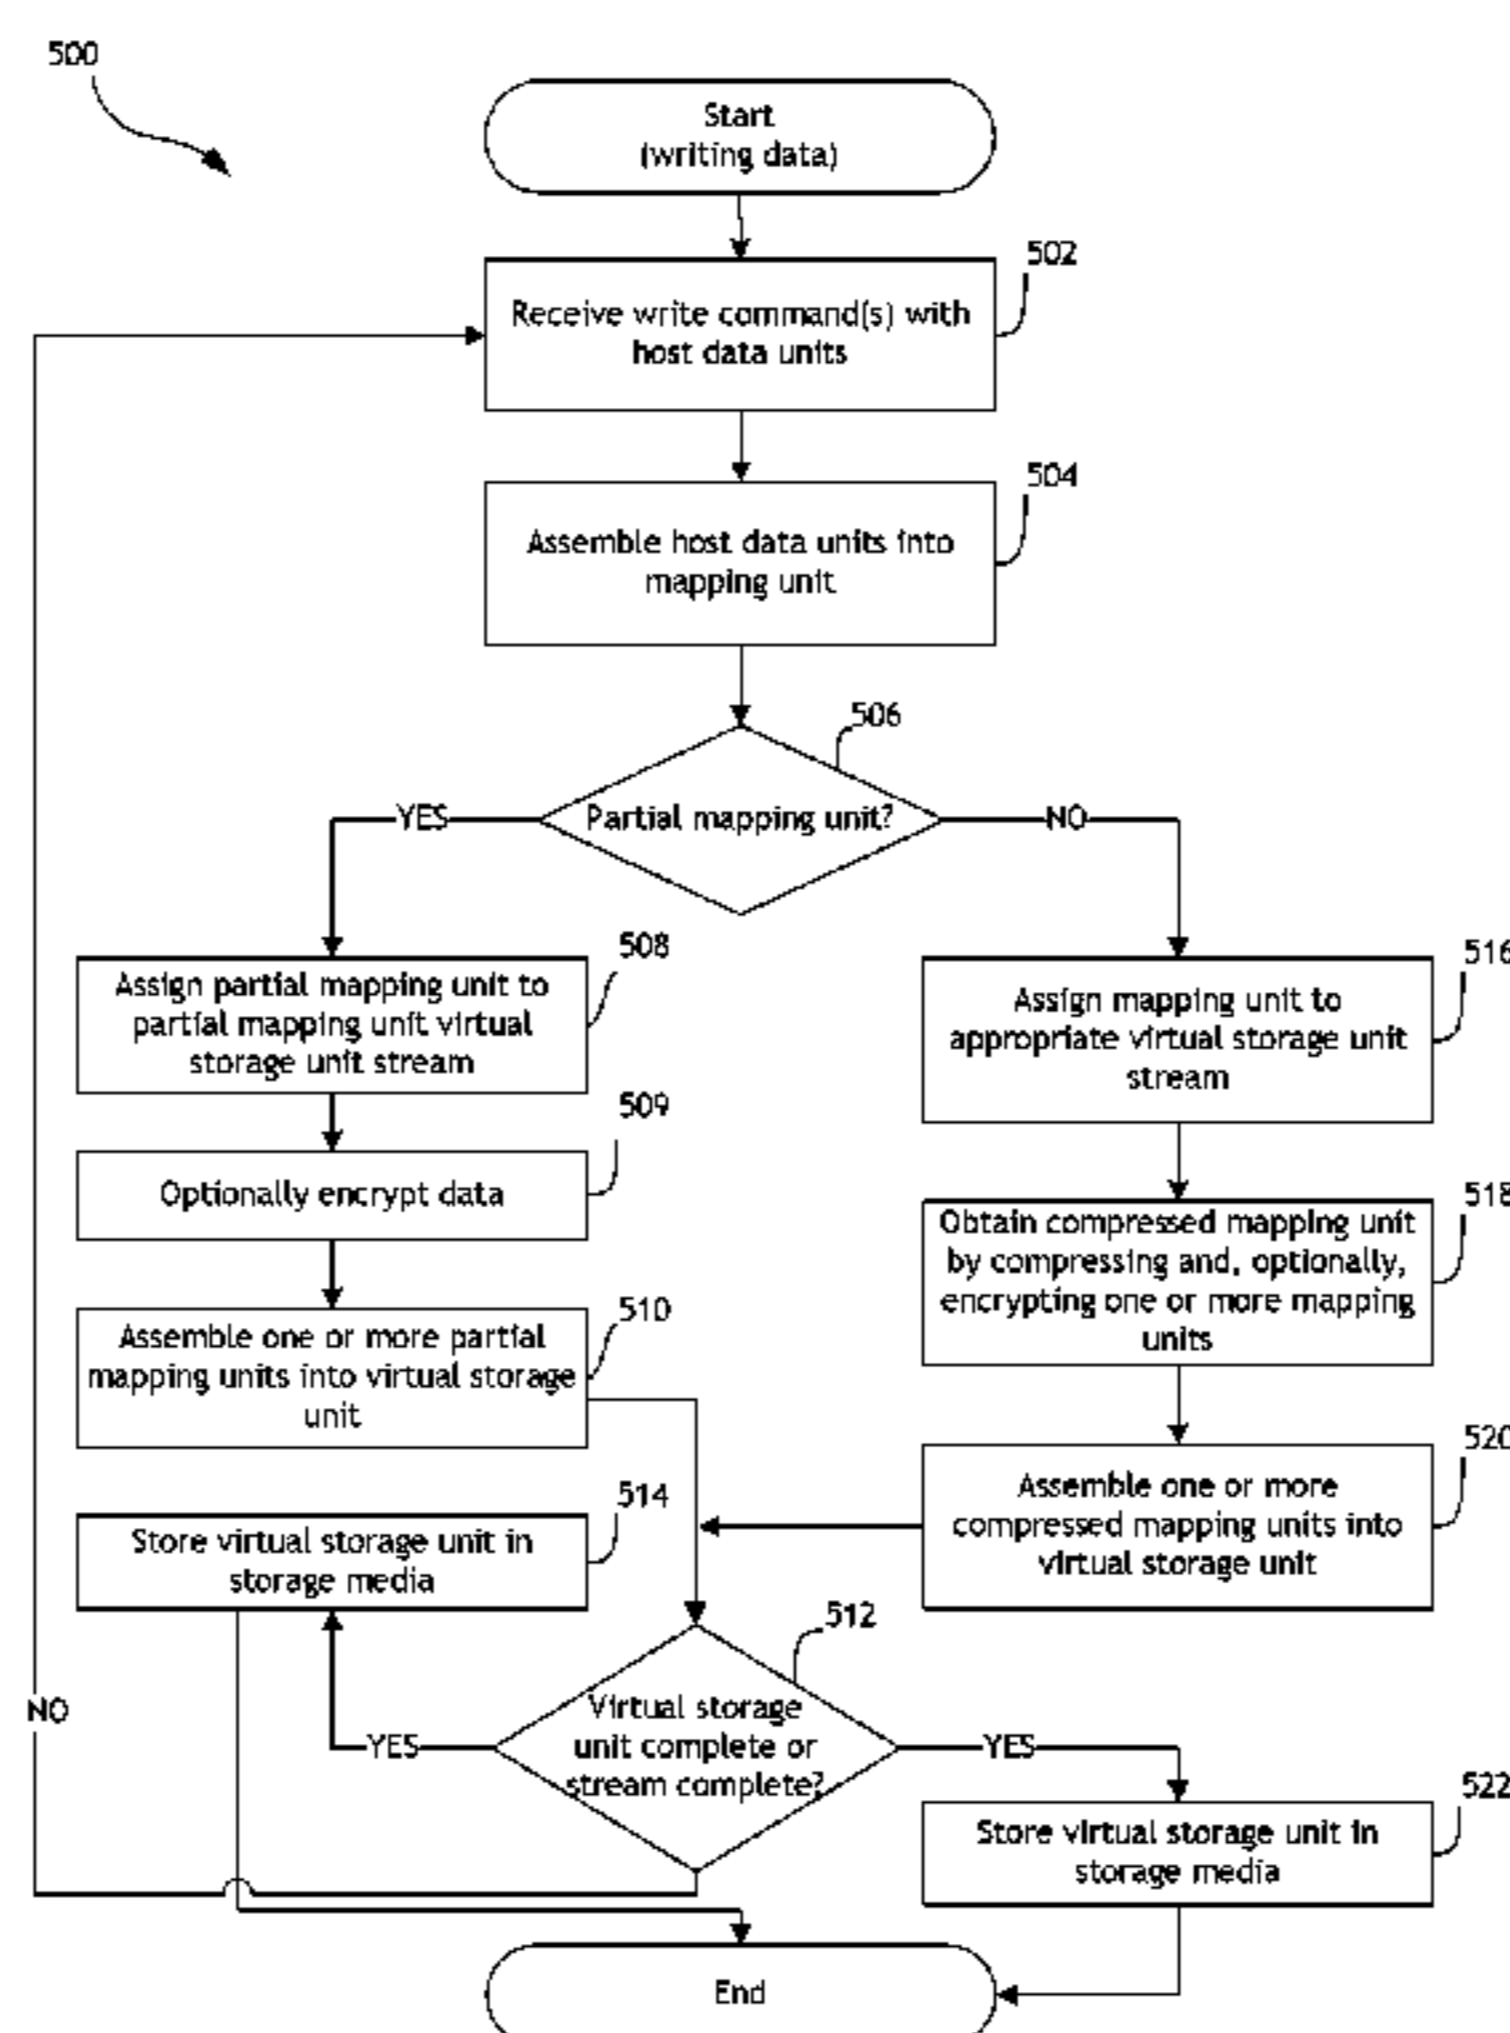 500
Start
(writing data)
502
Receive write command(s) with
host data units
504
Assemble host data units into
mapping unit
506
Partial mapping unit?
YES
NO
508
Assign partial mapping unit to
partial mapping unit virtual
storage unit stream
509
Optionally encrypt data
510
Assemble one or more partial
mapping units into virtual storage
unit
514
Store virtual storage unit in
storage media
516
Assign mapping unit to
appropriate virtual storage unit
stream
518
Obtain compressed mapping unit
by compressing and, optionally,
encrypting one or more mapping
units
520
Assemble one or more
compressed mapping units into
virtual storage unit
512
Virtual storage
unit complete or
stream complete?
NO
YES
YES
522
Store virtual storage unit in
storage media
End